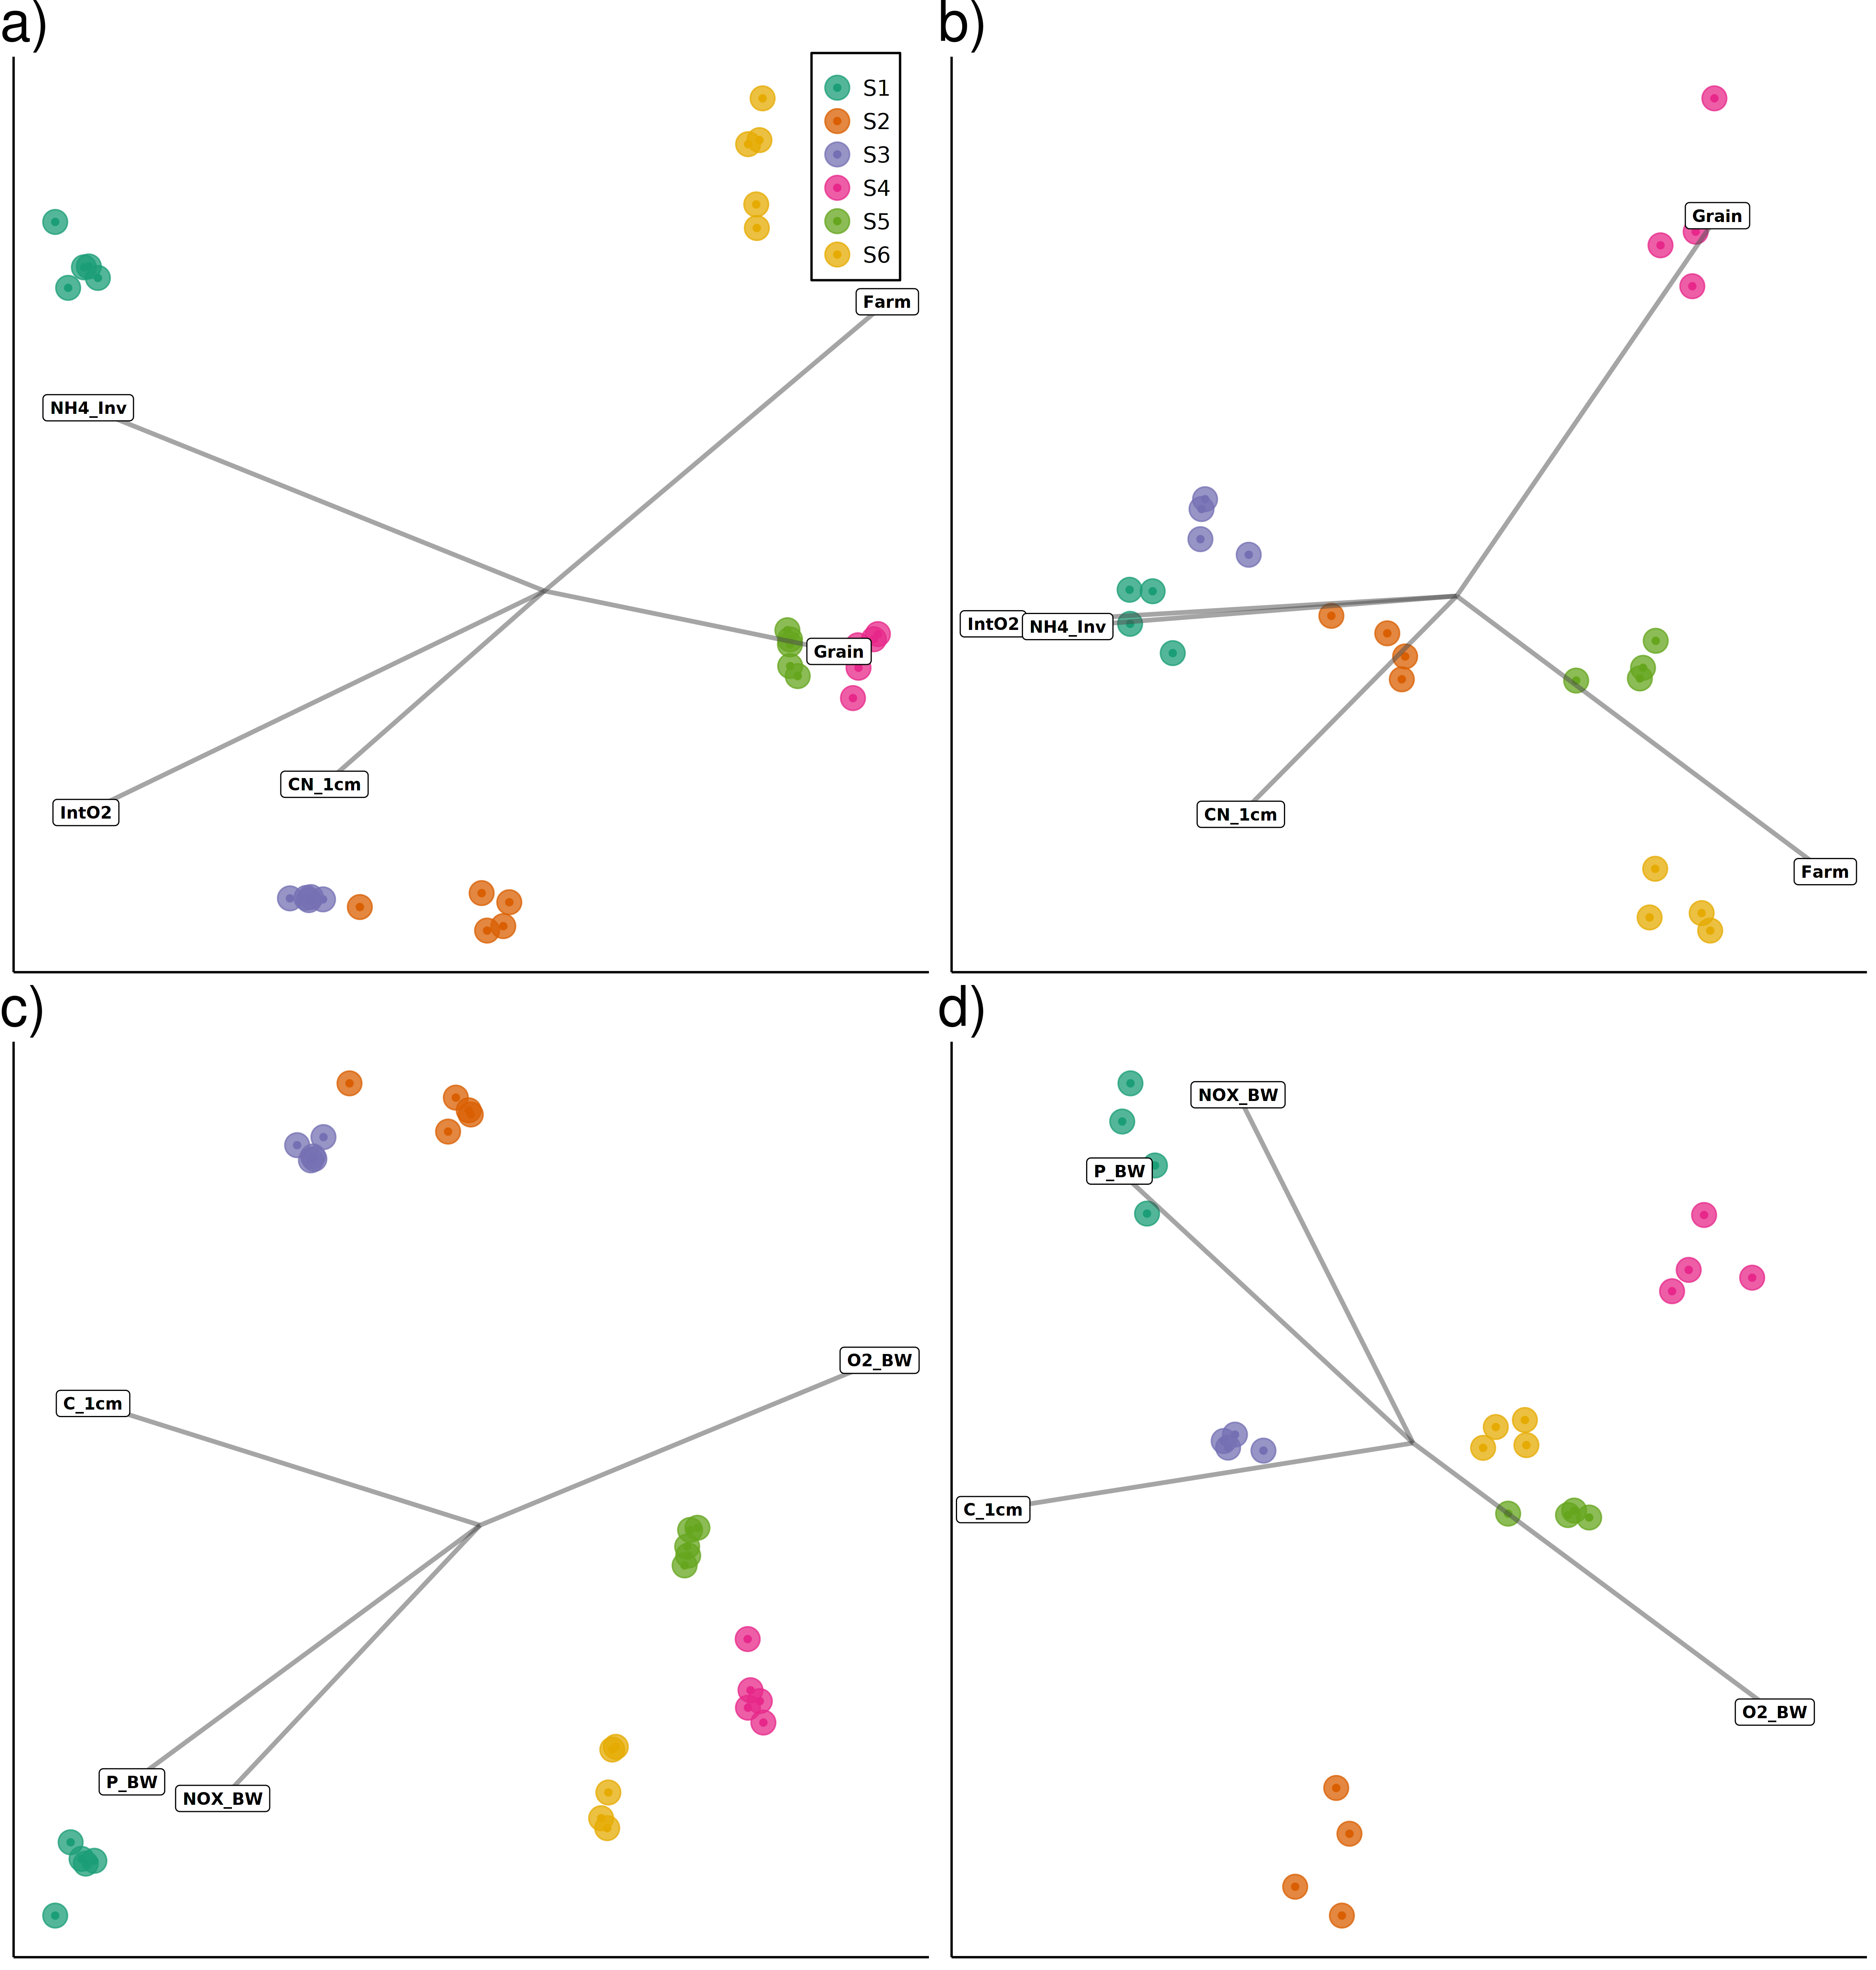 a)
S1
S2
S3
S4
S5
S6
Farm
NH4_Inv
Grain
CN_1cm
IntO2
b)
Grain
IntO2
NH4_Inv
CN_1cm
Farm
c)
O2_BW
C_1cm
P_BW
NOX_BW
d)
NOX_BW
P_BW
C_1cm
O2_BW